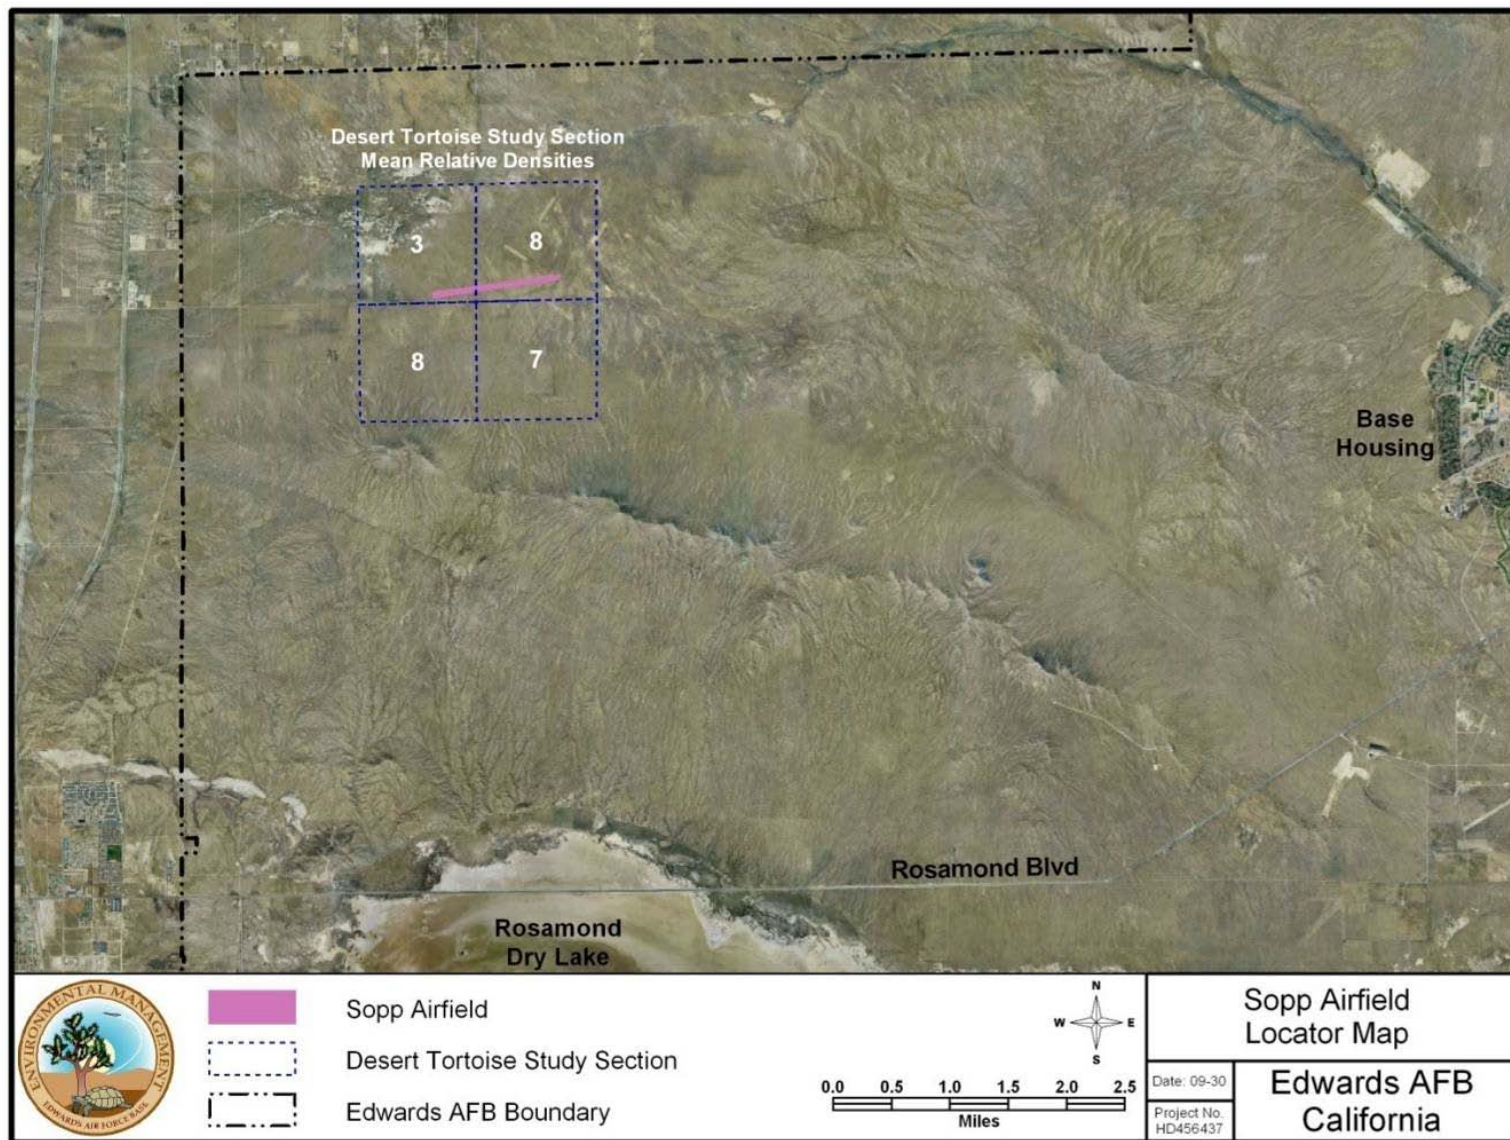 Desert Tortoise Study Section
Mean Relative Densities
3
8
8
7
Base
Housing
Rosamond Blvd
Rosamond
Dry Lake
ENVIRONMENTAL MANAGEMENT
EDWARDS AIR FORCE BASE
Sopp Airfield
Desert Tortoise Study Section
Edwards AFB Boundary
N
W E
S
0.0 0.5 1.0 1.5 2.0 2.5
Miles
Sopp Airfield
Locator Map
Date: 09-30
Project No.
HD456437
Edwards AFB
California